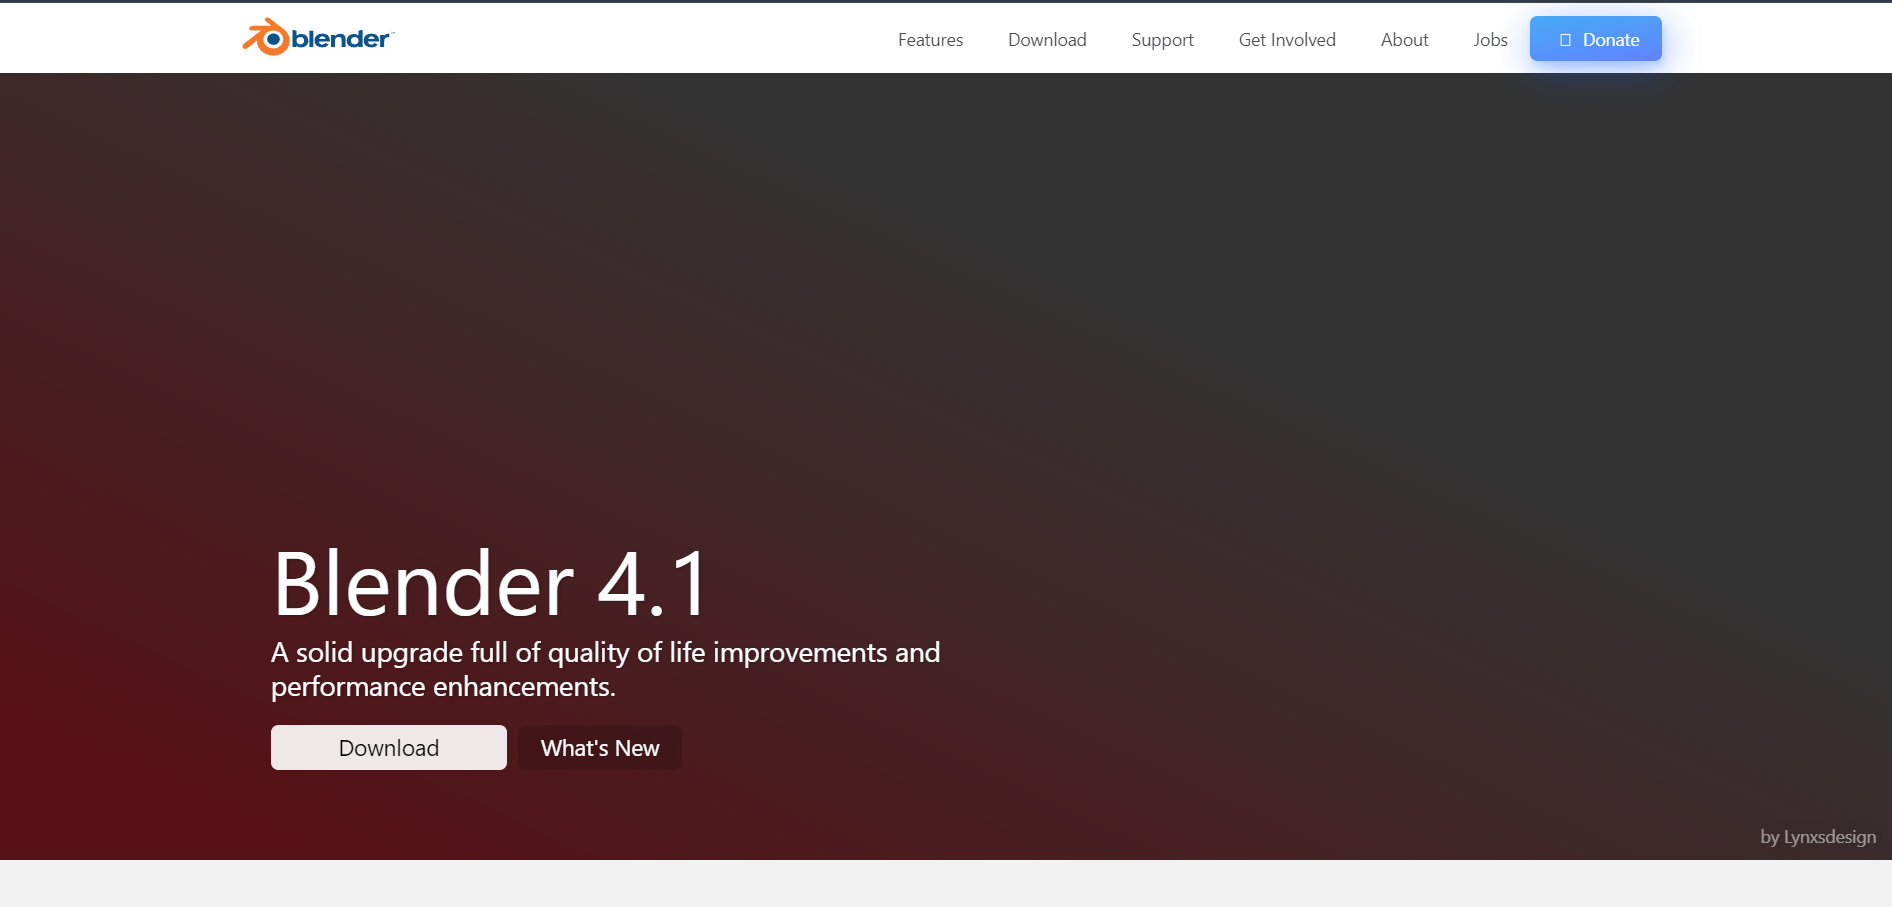 blender
Features
Download
Support
Get Involved
About
Jobs
Donate
Blender 4.1
A solid upgrade full of quality of life improvements and
performance enhancements.
Download
What's New
by Lynxsdesign